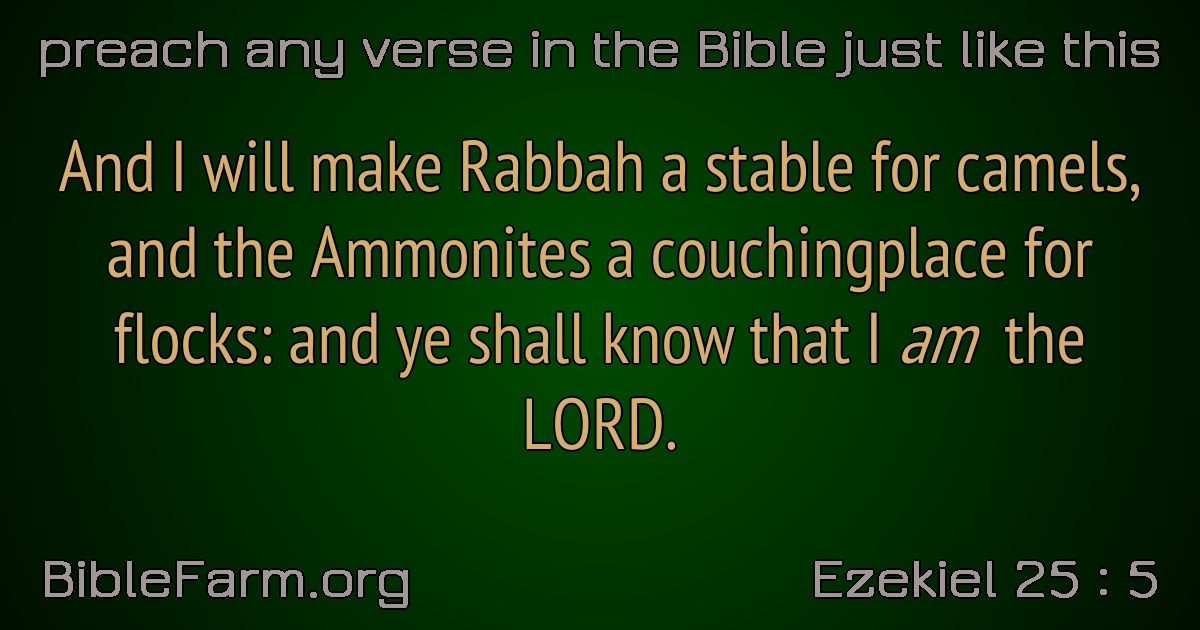 preach any verse in the Bible just like this
And I will make Rabbah a stable for camels,
and the Ammonites a couchingplace for
flocks: and ye shall know that I am the
LORD.
BibleFarm.org
Ezekiel 25 : 5